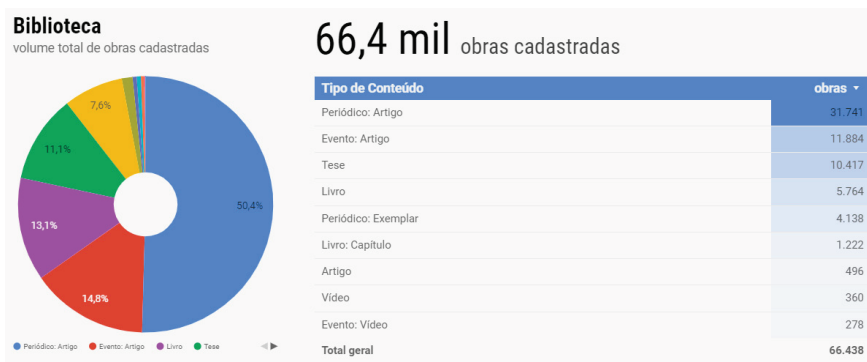 Biblioteca
volume total de obras cadastradas
7,6%
11,1%
50,4%
13,1%
14,8%
Periódico: Artigo Evento: Artigo Livro Tese
66,4 mil obras cadastradas
Tipo de Conteúdo obras
Periódico: Artigo 31.741
Evento: Artigo 11.884
Tese 10.417
Livro 5.764
Periódico: Exemplar 4.138
Livro: Capítulo 1.222
Artigo 496
Vídeo 360
Evento: Vídeo 278
Total geral 66.438